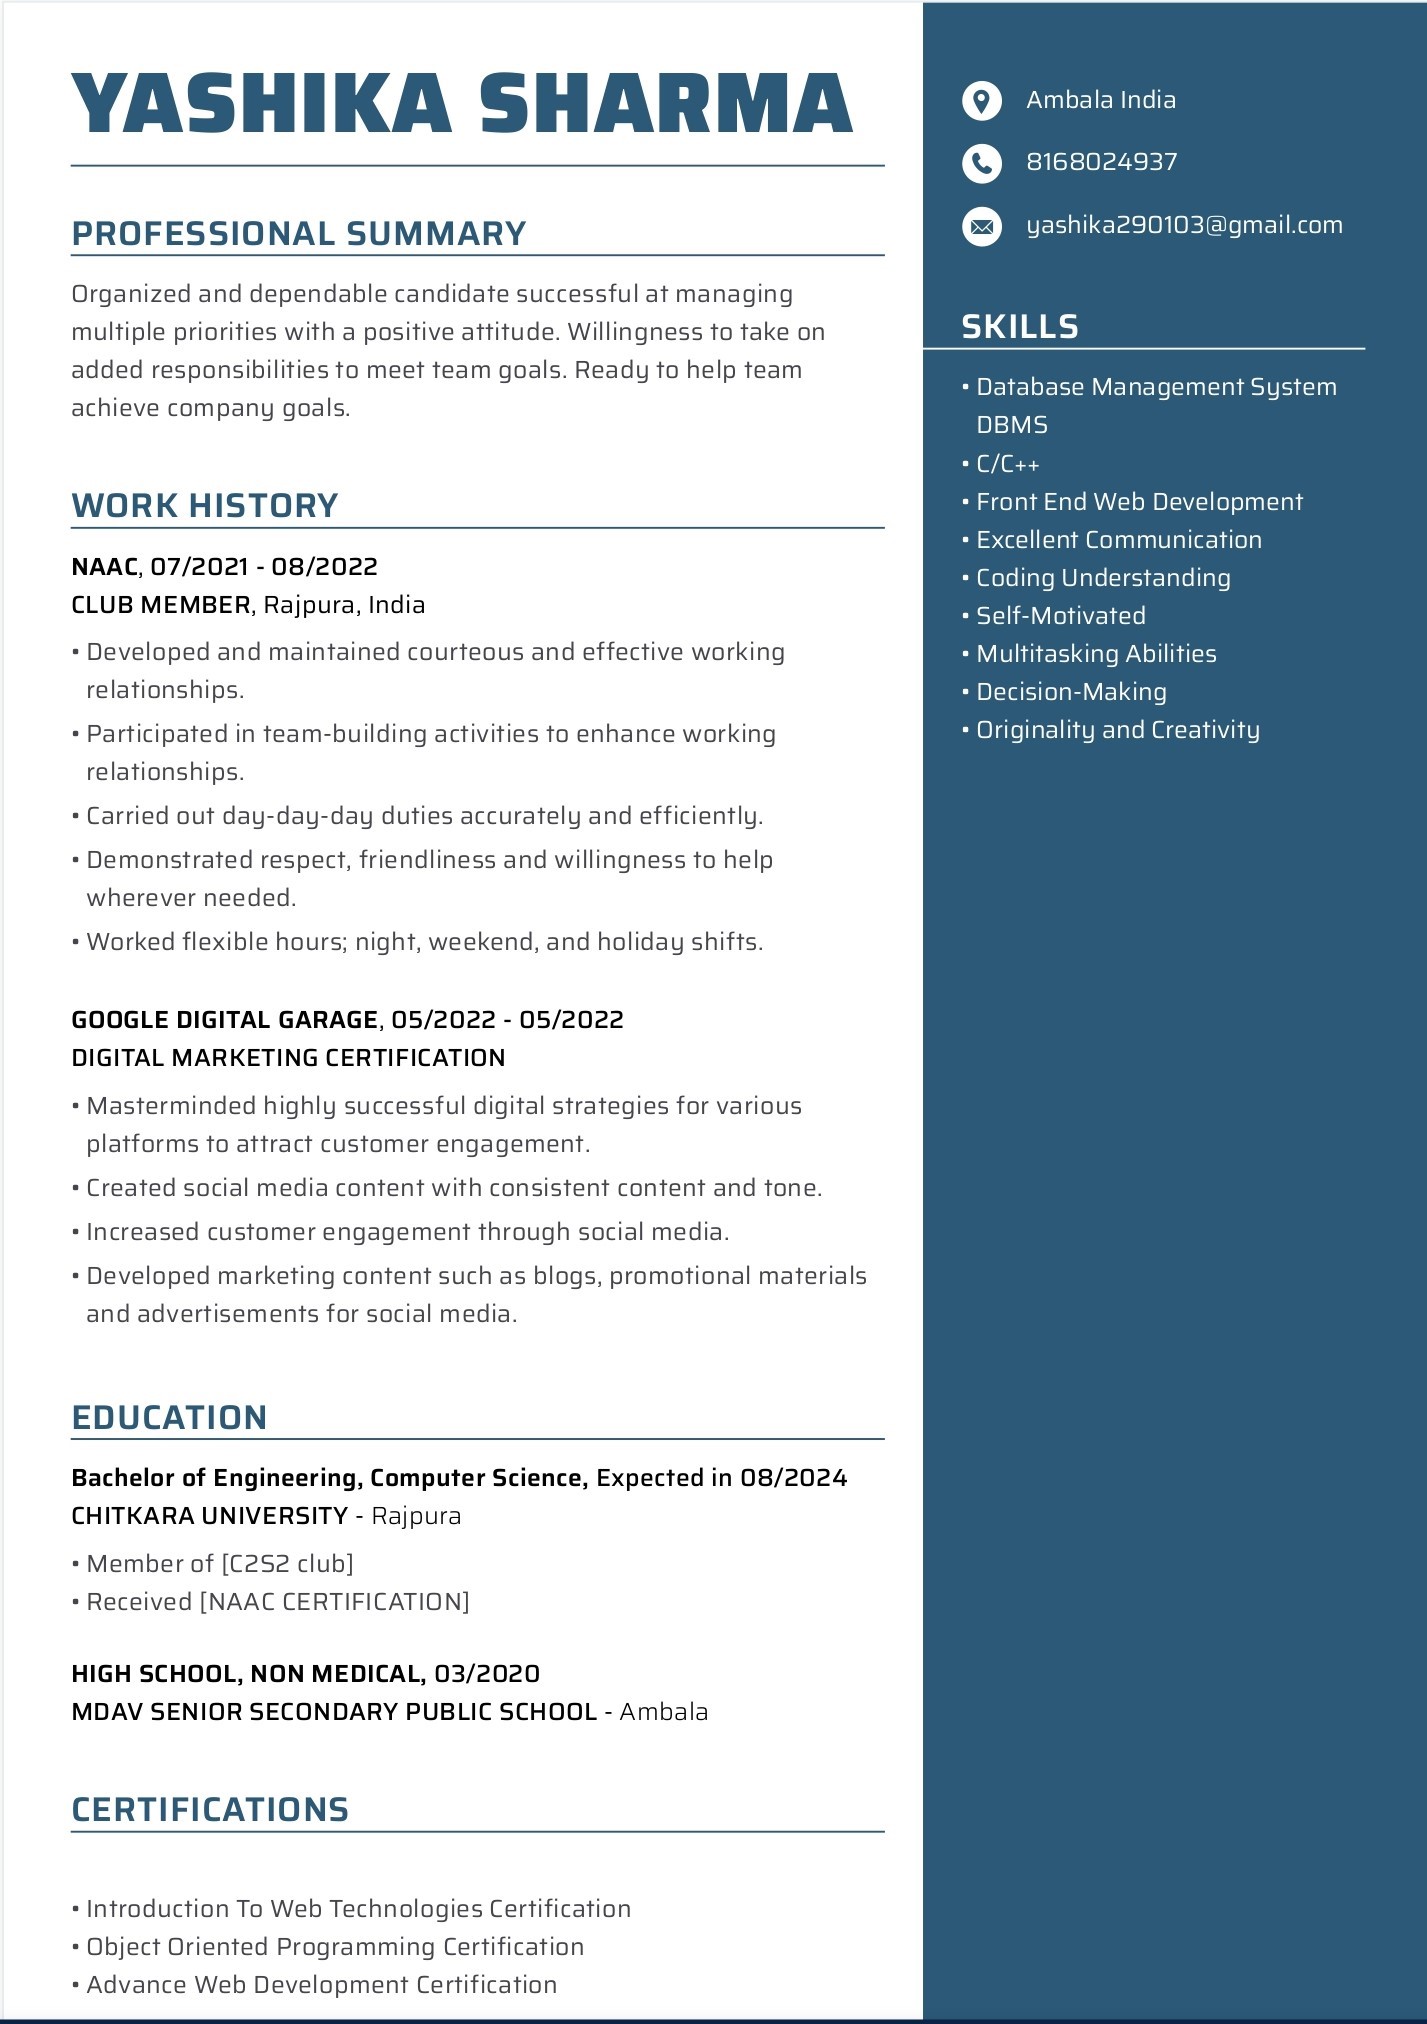 YASHIKA SHARMA
PROFESSIONAL SUMMARY
Organized and dependable candidate successful at managing
multiple priorities with a positive attitude. Willingness to take on
added responsibilities to meet team goals. Ready to help team
achieve company goals.
WORK HISTORY
NAAC, 07/2021 - 08/2022
CLUB MEMBER, Rajpura, India
• Developed and maintained courteous and effective working
relationships.
• Participated in team-building activities to enhance working
relationships.
• Carried out day-day-day duties accurately and efficiently.
• Demonstrated respect, friendliness and willingness to help
wherever needed.
• Worked flexible hours; night, weekend, and holiday shifts.
GOOGLE DIGITAL GARAGE, 05/2022 - 05/2022
DIGITAL MARKETING CERTIFICATION
• Masterminded highly successful digital strategies for various
platforms to attract customer engagement.
• Created social media content with consistent content and tone.
• Increased customer engagement through social media.
• Developed marketing content such as blogs, promotional materials
and advertisements for social media.
EDUCATION
Bachelor of Engineering, Computer Science, Expected in 08/2024
CHITKARA UNIVERSITY - Rajpura
• Member of [C2S2 club]
• Received [NAAC CERTIFICATION]
HIGH SCHOOL, NON MEDICAL, 03/2020
MDAV SENIOR SECONDARY PUBLIC SCHOOL - Ambala
CERTIFICATIONS
• Introduction To Web Technologies Certification
• Object Oriented Programming Certification
• Advance Web Development Certification
Ambala India
8168024937
yashika290103@gmail.com
SKILLS
• Database Management System
DBMS
• C/C++
• Front End Web Development
• Excellent Communication
• Coding Understanding
• Self-Motivated
• Multitasking Abilities
• Decision-Making
• Originality and Creativity